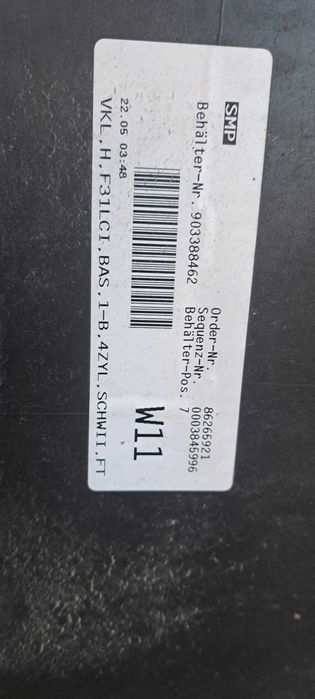 SMP
Behälter-Nr. 903388462
Order-Nr. 86265921
Sequenz-Nr. 0003845996
Behälter-Pos. 7
W11
22.05 03:48
VKL,H,F31LCI,BAS,1-B,4ZYL,SCHWII,FT